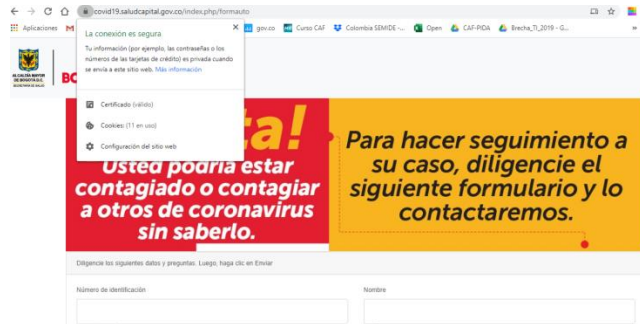 covid19.saludcapital.gov.co/index.php/formauto
Aplicaciones
gov.co
Curso CAF
Colombia SEMIDE -...
Open
CAF-PIDA
Brecha_TI_2019 - G...
La conexión es segura
Tu información (por ejemplo, las contraseñas o los
números de las tarjetas de crédito) es privada cuando
se envía a este sitio web. Más información
Certificado (válido)
Cookies (11 en uso)
Configuración del sitio web
ALCALDÍA MAYOR
DE BOGOTÁ D.C.
BO
ta!
Usted podría estar
contagiado o contagiar
a otros de coronavirus
sin saberlo.
Para hacer seguimiento a
su caso, diligencie el
siguiente formulario y lo
contactaremos.
Diligencie los siguientes datos y preguntas. Luego, haga clic en Enviar
Número de identificación
Nombre